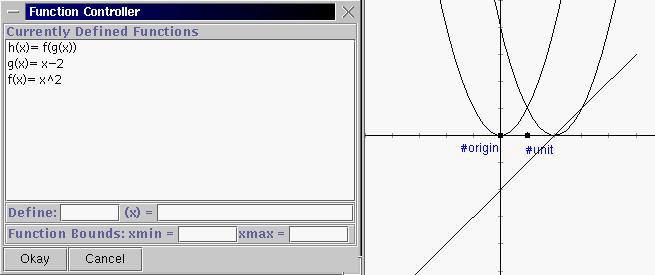 Function Controller
Currently Defined Functions
h(x)= f(g(x))
g(x)= x-2
f(x)= x^2
Define: (x) =
Function Bounds: xmin = xmax =
Okay Cancel
#origin #unit